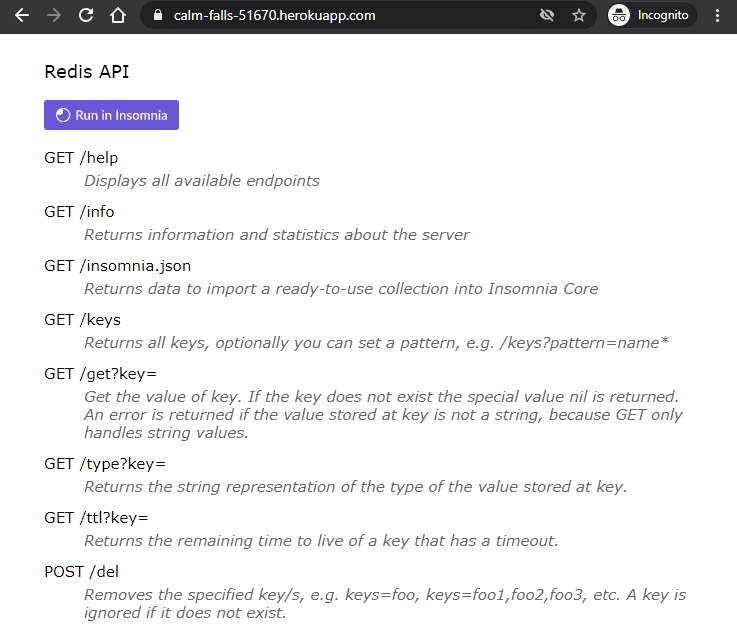 calm-falls-51670.herokuapp.com
Incognito
Redis API
Run in Insomnia
GET /help
Displays all available endpoints
GET /info
Returns information and statistics about the server
GET /insomnia.json
Returns data to import a ready-to-use collection into Insomnia Core
GET /keys
Returns all keys, optionally you can set a pattern, e.g. /keys?pattern=name*
GET /get?key=
Get the value of key. If the key does not exist the special value nil is returned.
An error is returned if the value stored at key is not a string, because GET only
handles string values.
GET /type?key=
Returns the string representation of the type of the value stored at key.
GET /ttl?key=
Returns the remaining time to live of a key that has a timeout.
POST /del
Removes the specified key/s, e.g. keys=foo, keys=foo1,foo2,foo3, etc. A key is
ignored if it does not exist.